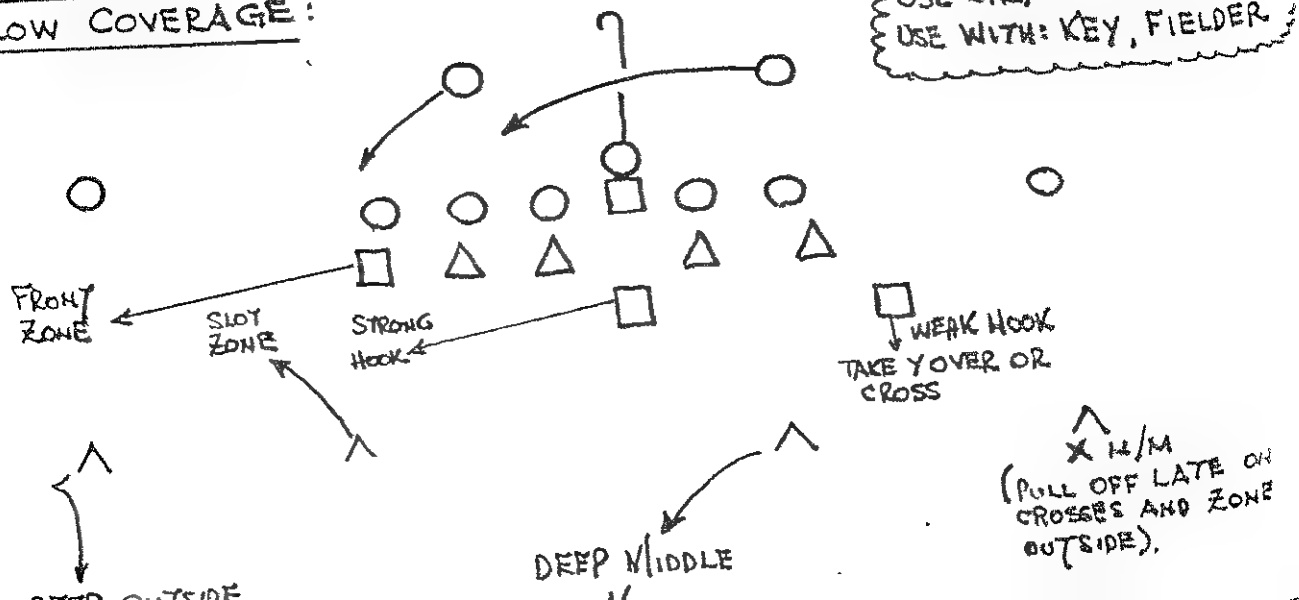 LOW COVERAGE:
USE WITH: KEY, FIELDER
FRONT
ZONE
SLOT
ZONE
STRONG
HOOK
WEAK HOOK
TAKE Y OVER OR
CROSS
X M/M
(PULL OFF LATE ON
CROSSES AND ZONE
OUTSIDE).
DEEP MIDDLE
DEEP OUTSIDE